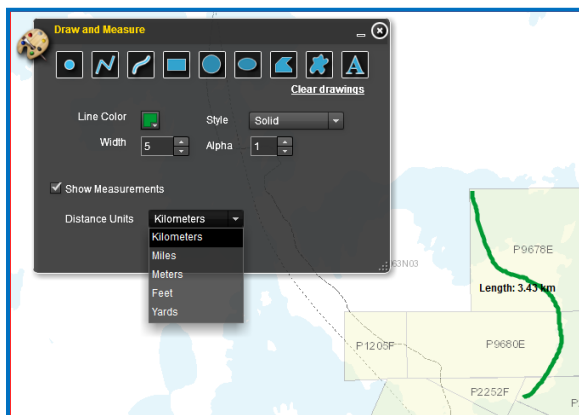 Draw and Measure
A
Clear drawings
Line Color
Style
Solid
Width
5
Alpha
1
Show Measurements
Distance Units
Kilometers
Kilometers
Miles
Meters
Feet
Yards
63N03
P9678E
Length: 3.43 km
P1205F
P9680E
P2252F